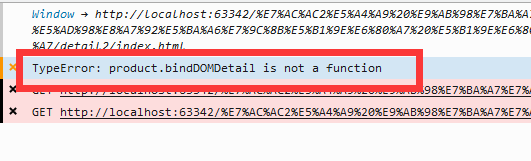 Window → http://localhost:63342/%E7%AC%AC2%E5%A4%A9%20%E9%AB%98%E7%BA%A
%E5%AD%98%E8%A7%92%E5%BA%A6%E7%9C%8B%E5%B1%9E%E6%80%A7%20%E5%B1%9E%E6%8
%A7/detail2/index.html
TypeError: product.bindDOMDetail is not a function
GET http://localhost:63342/%E7%AC%AC2%E5%A4%A9%20%E9%AB%98%E7%BA%A7%E7%
GET http://localhost:63342/%E7%AC%AC2%E5%A4%A9%20%E9%AB%98%E7%BA%A7%E7%